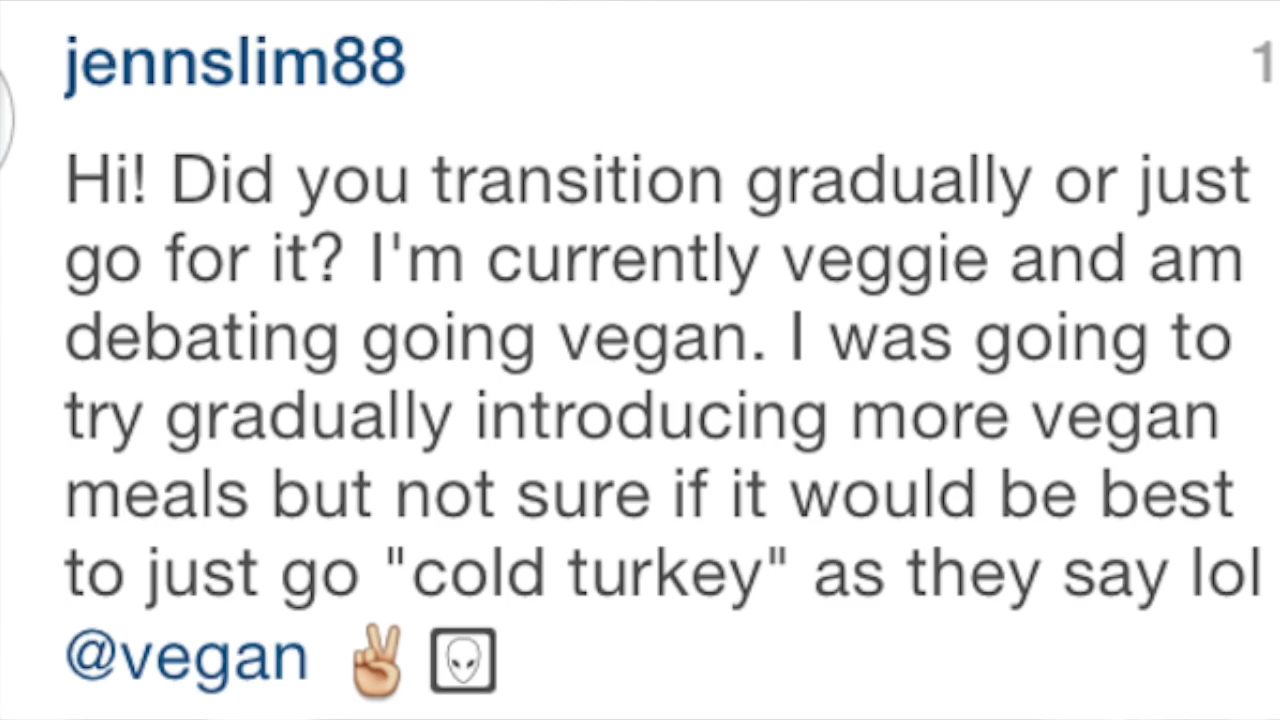 jennslim88 1
Hi! Did you transition gradually or just
go for it? I'm currently veggie and am
debating going vegan. I was going to
try gradually introducing more vegan
meals but not sure if it would be best
to just go "cold turkey" as they say lol
@vegan ✌🏼 👽